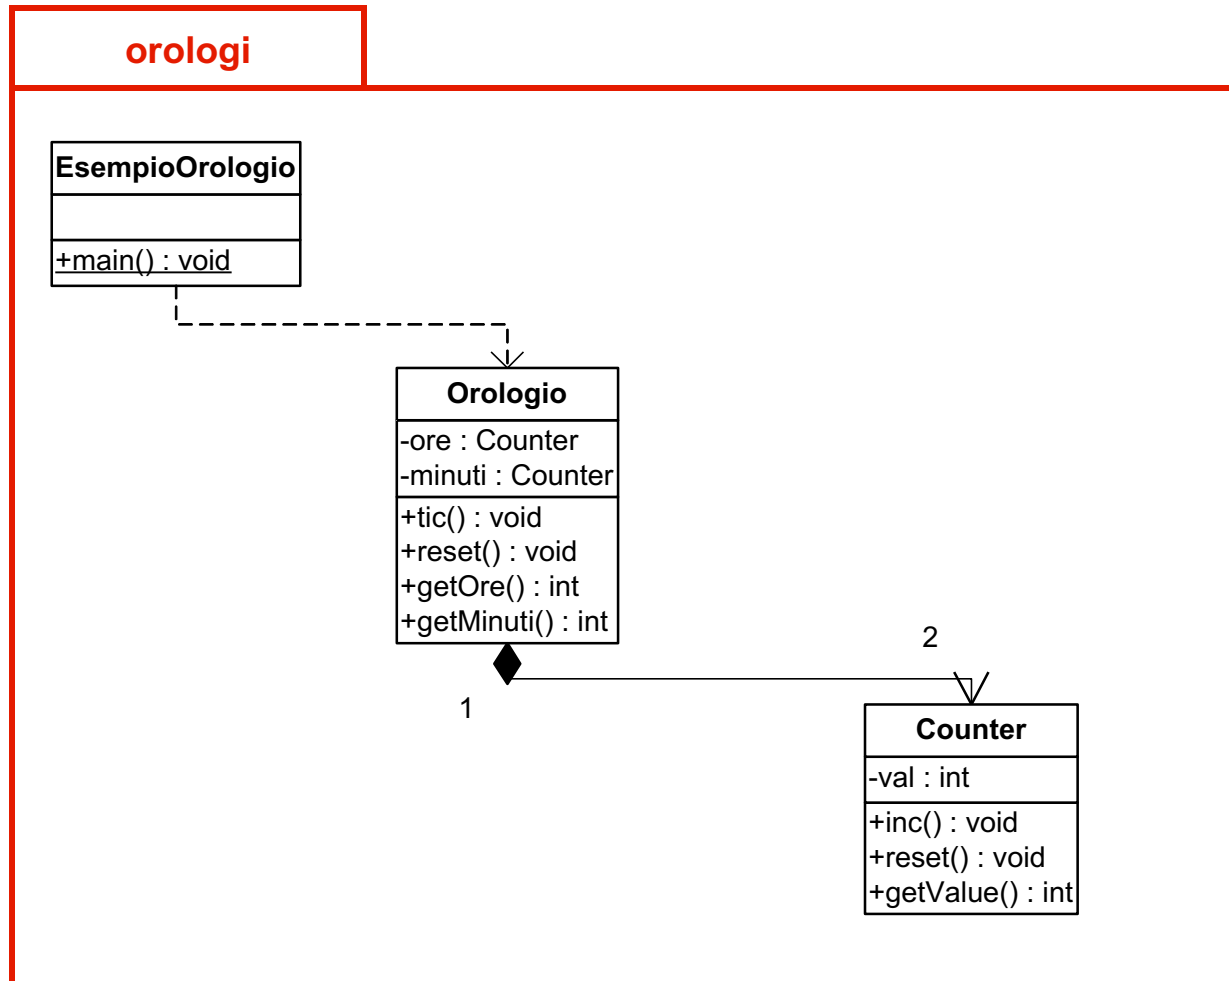 orologi
EsempioOrologio
+main() : void
Orologio
-ore : Counter
-minuti : Counter
+tic() : void
+reset() : void
+getOre() : int
+getMinuti() : int
1
2
Counter
-val : int
+inc() : void
+reset() : void
+getValue() : int